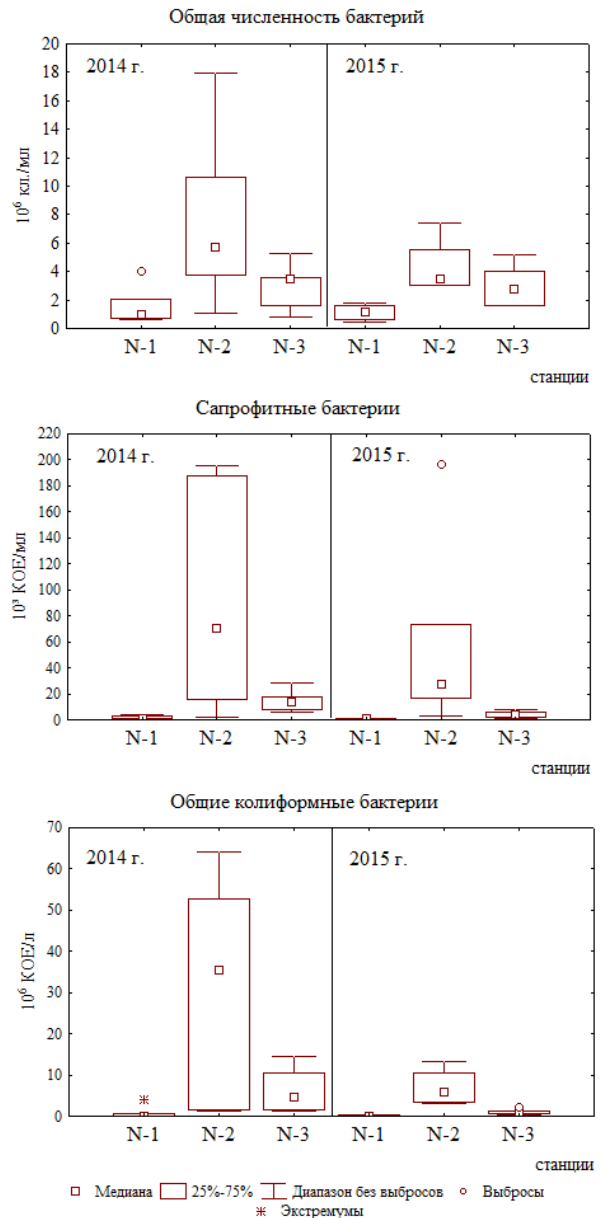 Общая численность бактерий
20
18
16
14
12
10
8
6
4
2
0
10⁶ кл./мл
2014 г.
2015 г.
N-1 N-2 N-3 N-1 N-2 N-3
станции
Сапрофитные бактерии
220
200
180
160
140
120
100
80
60
40
20
0
10³ КОЕ/мл
2014 г.
2015 г.
N-1 N-2 N-3 N-1 N-2 N-3
станции
Общие колиформные бактерии
70
60
50
40
30
20
10
0
10⁶ КОЕ/л
2014 г.
2015 г.
N-1 N-2 N-3 N-1 N-2 N-3
станции
Медиана 25%-75% Диапазон без выбросов Выбросы
Экстремумы